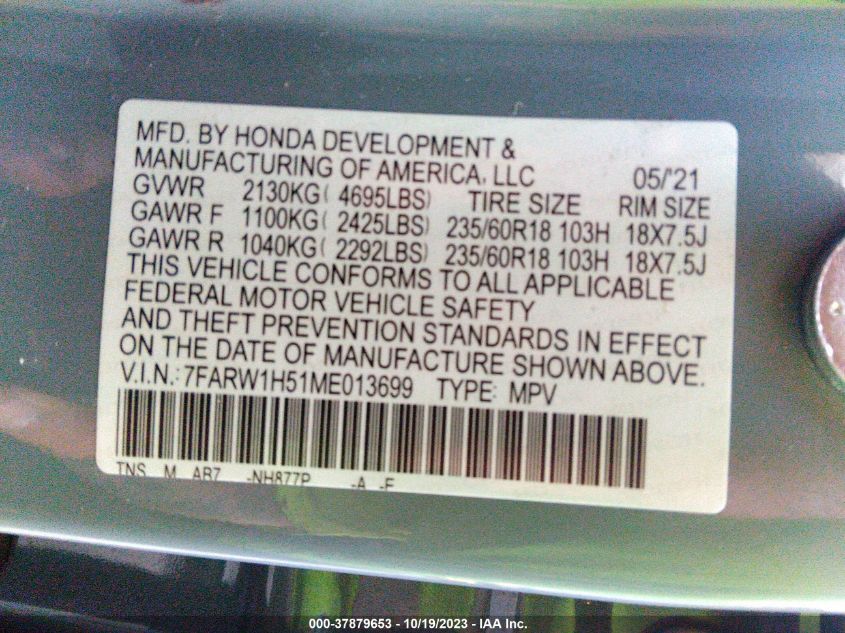 MFD. BY HONDA DEVELOPMENT &
MANUFACTURING OF AMERICA, LLC 05/'21
GVWR 2130KG( 4695LBS) TIRE SIZE RIM SIZE
GAWR F 1100KG( 2425LBS) 235/60R18 103H 18X7.5J
GAWR R 1040KG( 2292LBS) 235/60R18 103H 18X7.5J
THIS VEHICLE CONFORMS TO ALL APPLICABLE
FEDERAL MOTOR VEHICLE SAFETY
AND THEFT PREVENTION STANDARDS IN EFFECT
ON THE DATE OF MANUFACTURE SHOWN ABOVE.
V.I.N.: 7FARW1H51ME013699 TYPE: MPV
TNS M AB7 -NH877P -A -F
000-37879653 - 10/19/2023 - IAA Inc.